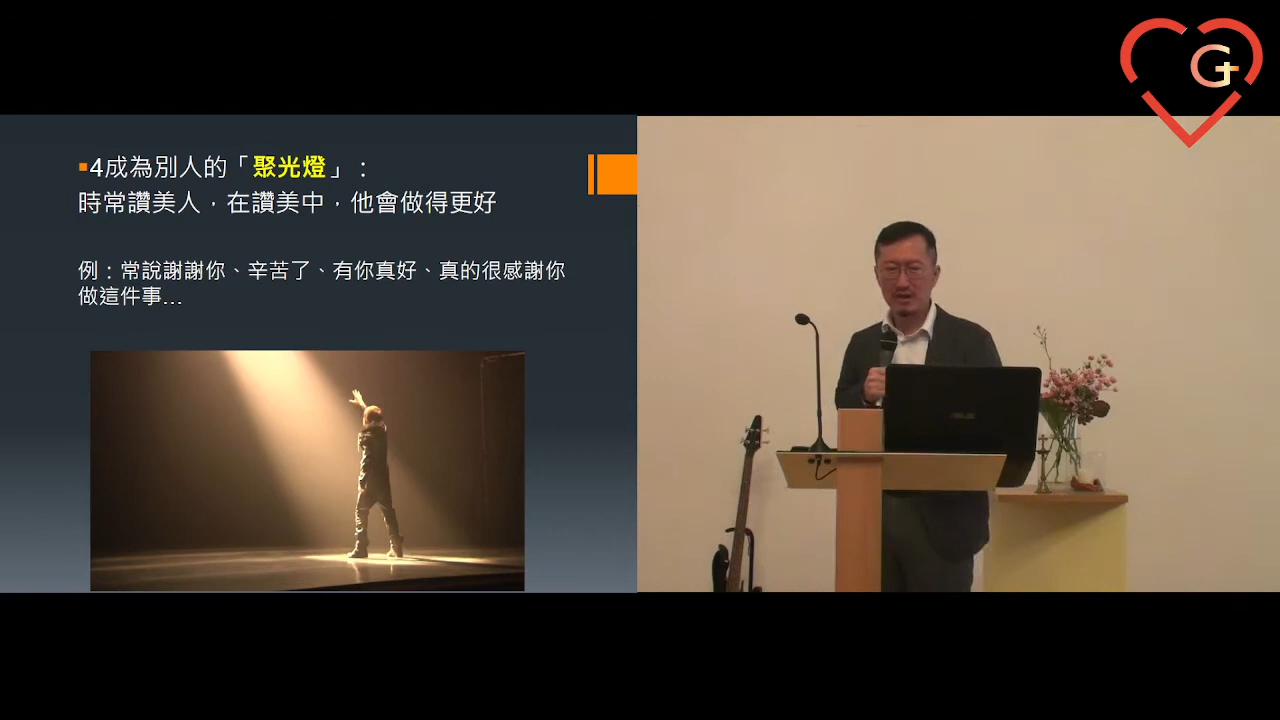 4成為別人的「聚光燈」：
時常讚美人，在讚美中，他會做得更好
例：常說謝謝你、辛苦了、有你真好、真的很感謝你
做這件事...
G
ASUS